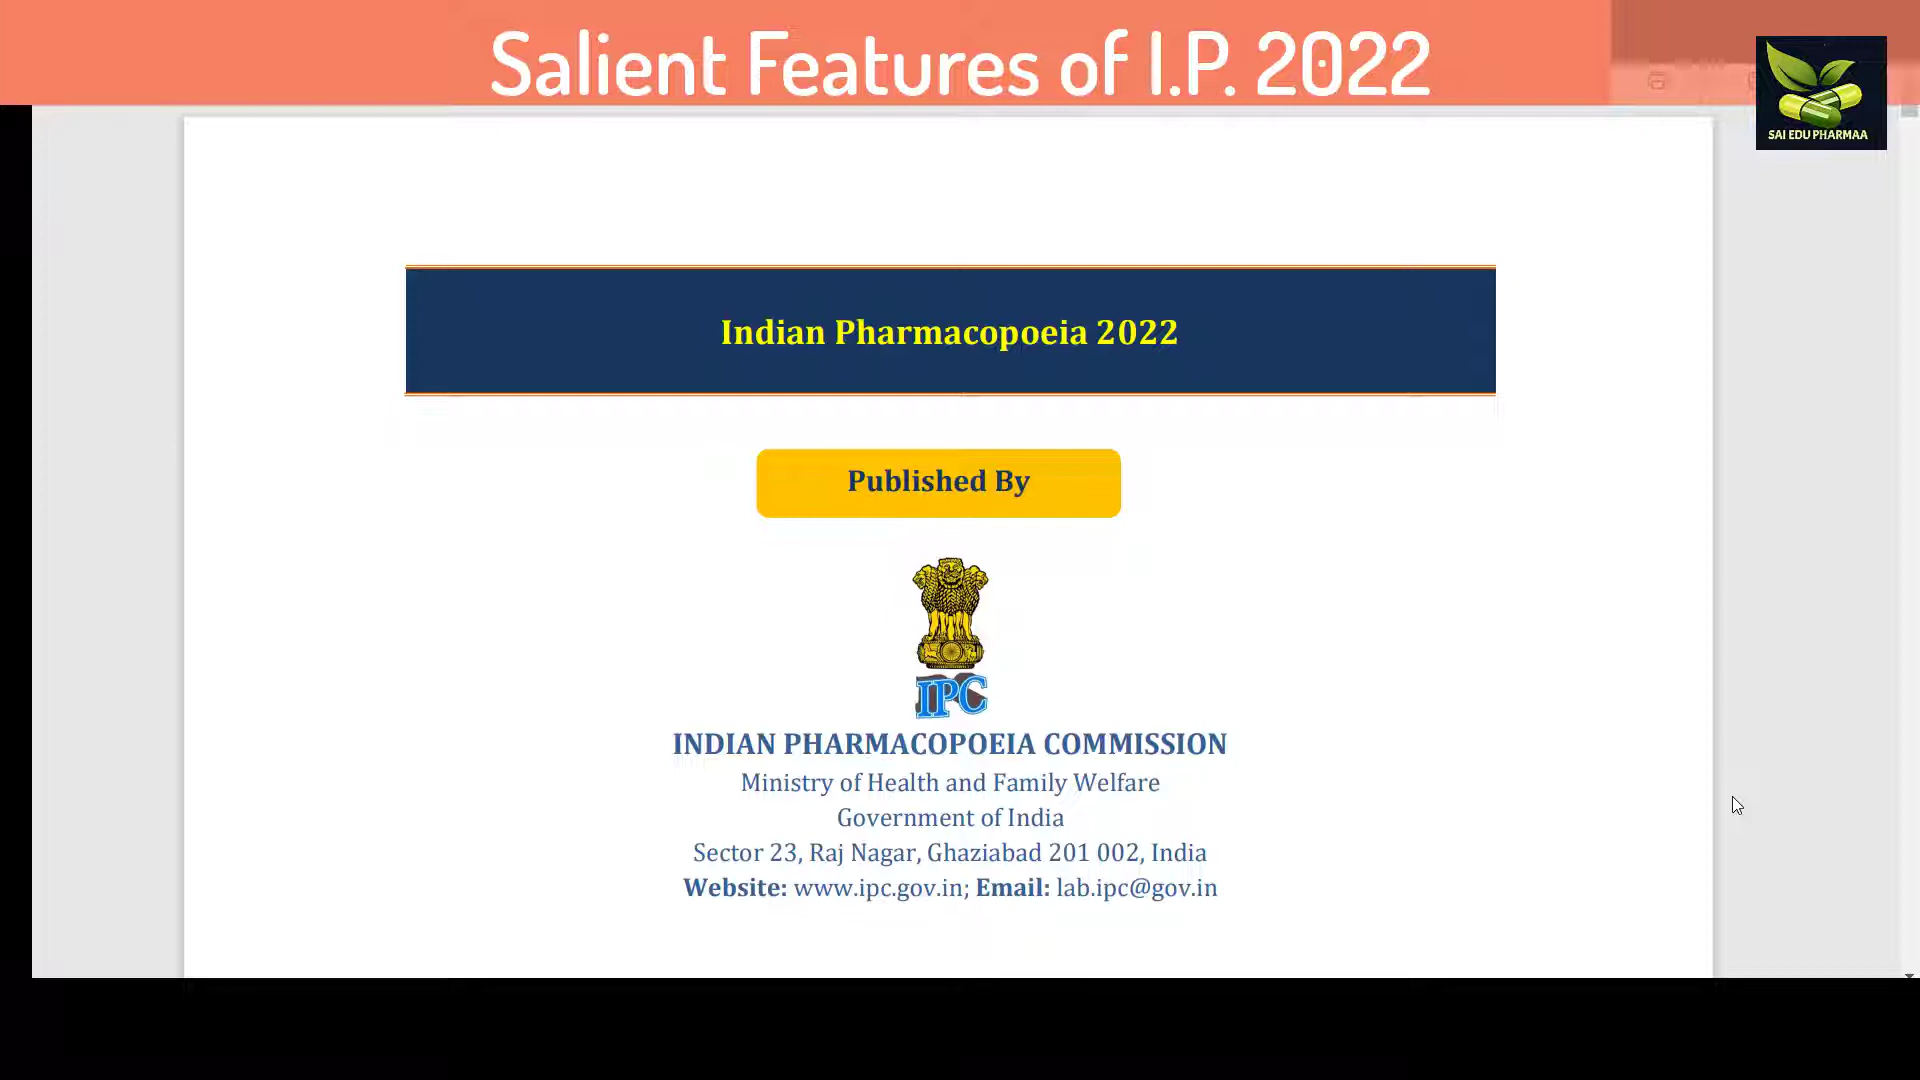 Salient Features of I.P. 2022
SAI EDU PHARMAA
Indian Pharmacopoeia 2022
Published By
IPC
INDIAN PHARMACOPOEIA COMMISSION
Ministry of Health and Family Welfare
Government of India
Sector 23, Raj Nagar, Ghaziabad 201 002, India
Website: www.ipc.gov.in; Email: lab.ipc@gov.in